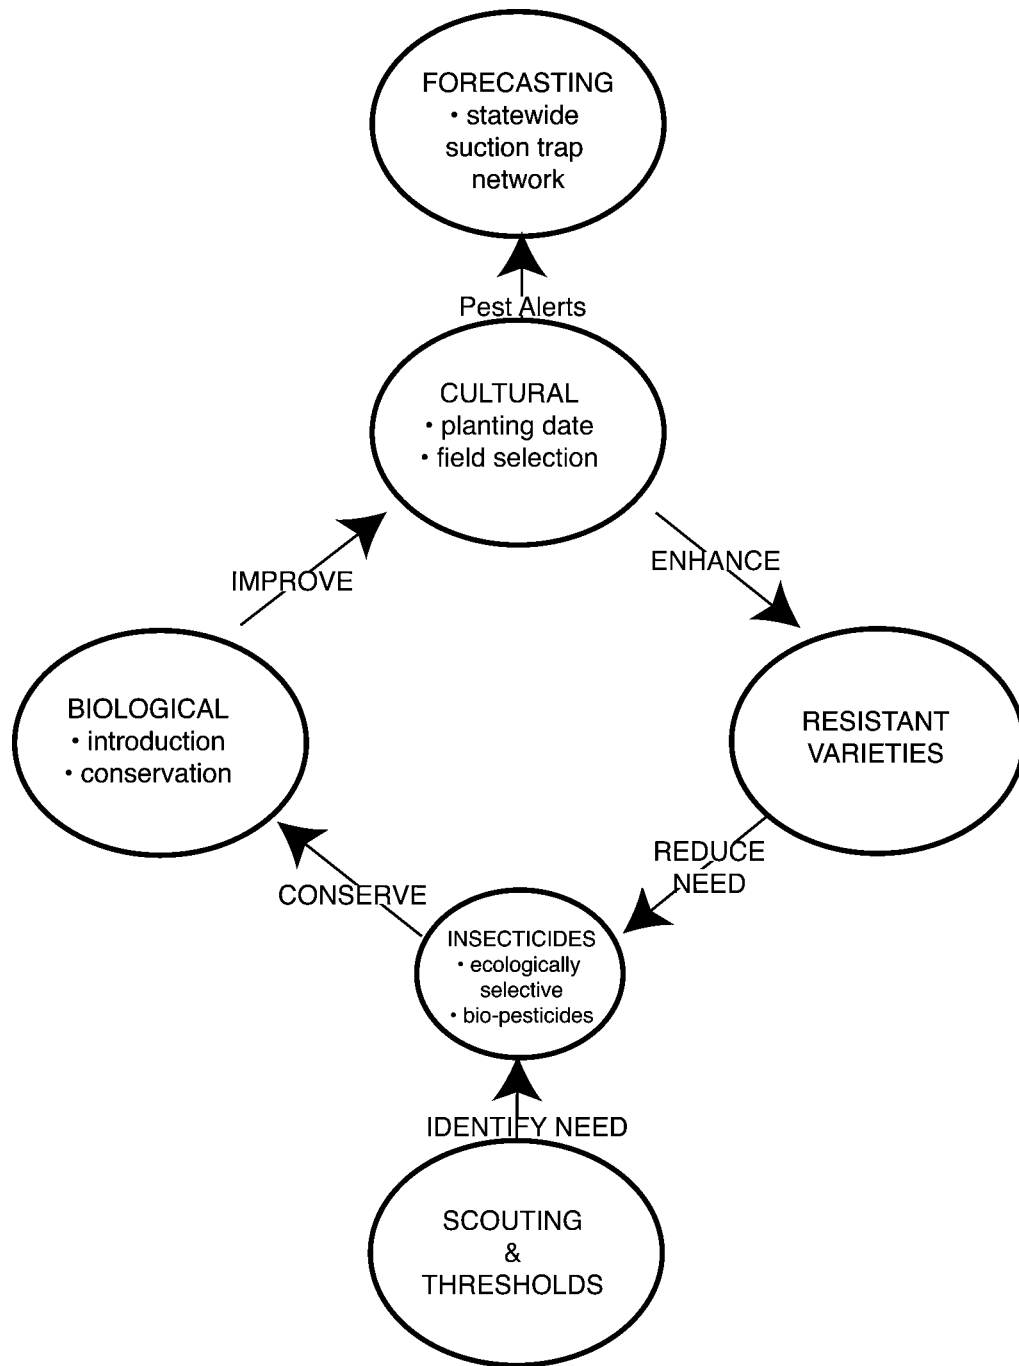 FORECASTING
• statewide
suction trap
network
Pest Alerts
CULTURAL
• planting date
• field selection
IMPROVE
ENHANCE
BIOLOGICAL
• introduction
• conservation
RESISTANT
VARIETIES
REDUCE
NEED
CONSERVE
INSECTICIDES
• ecologically
selective
• bio-pesticides
IDENTIFY NEED
SCOUTING
&
THRESHOLDS